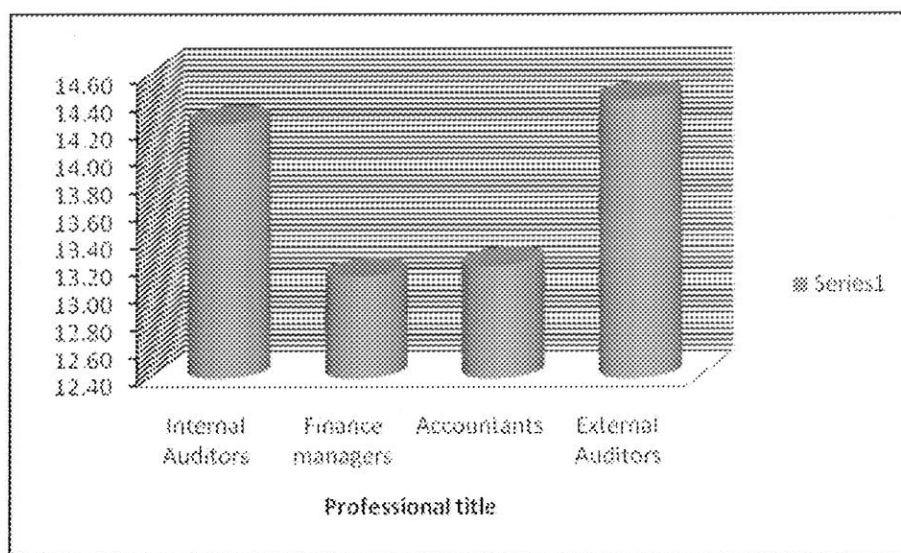 14.60
14.40
14.20
14.00
13.80
13.60
13.40
13.20
13.00
12.80
12.60
12.40
Internal Auditors
Finance managers
Accountants
External Auditors
Professional title
Series1